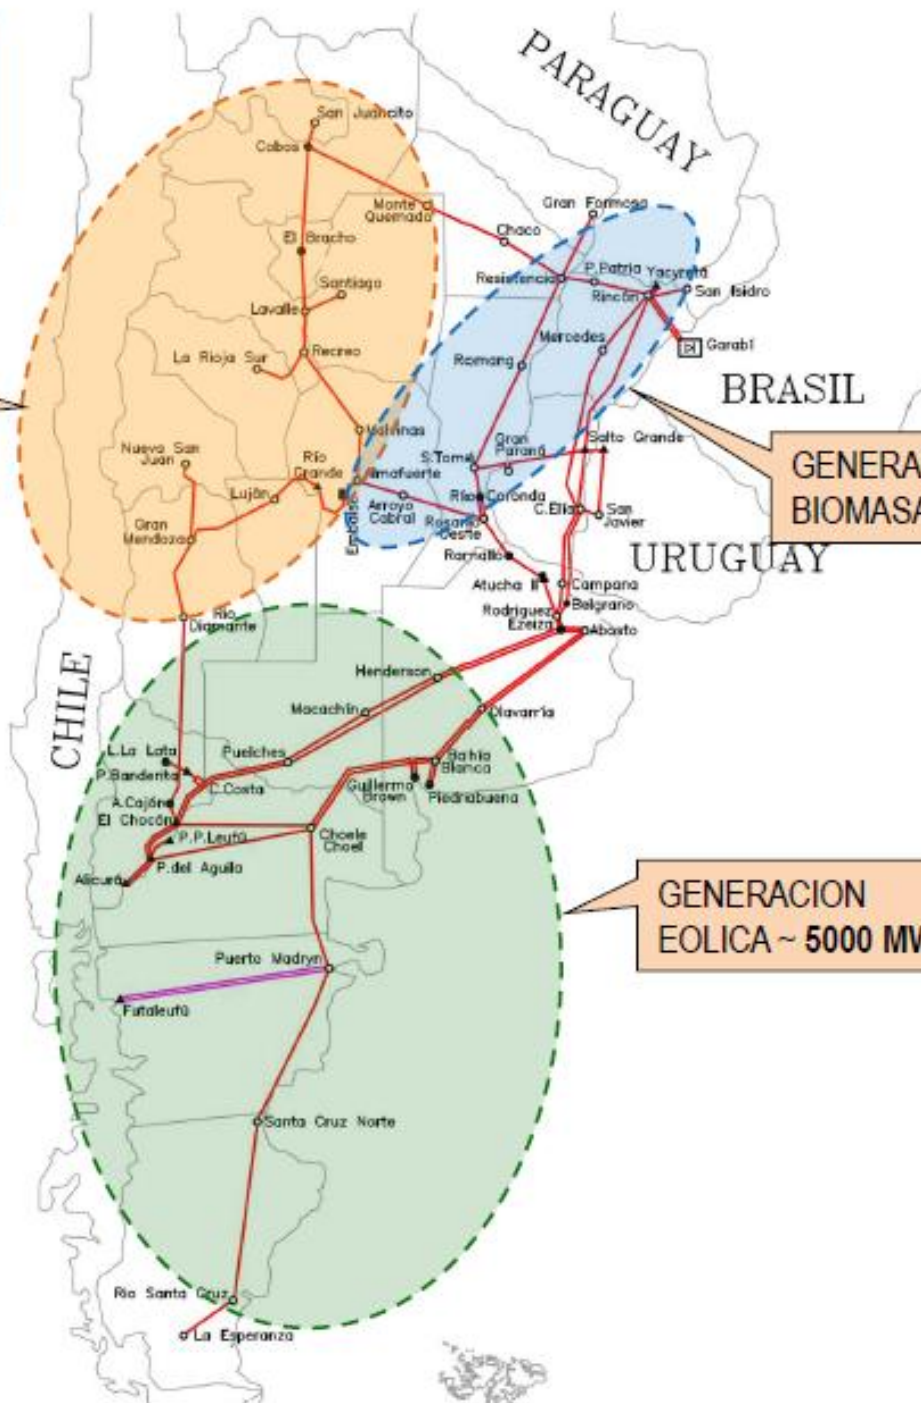 PARAGUAY
San Juancito
Cobos
Monte
Quemado
Gran Formosa
Chaco
El Bracho
Resistencia
P.Patria
Yacyretá
Rincón
San Isidro
Santiago
Lavalle
Mercedes
Garabí
Recreo
La Rioja Sur
Romang
BRASIL
Malvinas
Nueva San
Juan
Río
Grande
Almafuerte
S.Tomé
Gran
Paraná
Salto Grande
GENERA
BIOMASA
Luján
Embalse
Arroyo
Cabral
Río Coronda
Rosario
Oeste
C.Elía
San
Javier
Gran
Mendoza
Ramallo
URUGUAY
Atucha II
Campana
Belgrano
Rodriguez
Ezeiza
Abasto
Río
Diamante
CHILE
Henderson
Macachín
Olavarría
L.La Lata
Puelches
P.Banderita
C.Costa
Bahía
Blanca
Guillermo
Brown
Piedrabuena
A.Cajón
El Chocón
P.P.Leufú
Choele
Choel
P.del Aguila
Alicurá
GENERACION
EOLICA ~ 5000 MW
Puerto Madryn
Futaleufú
Santa Cruz Norte
Rio Santa Cruz
La Esperanza